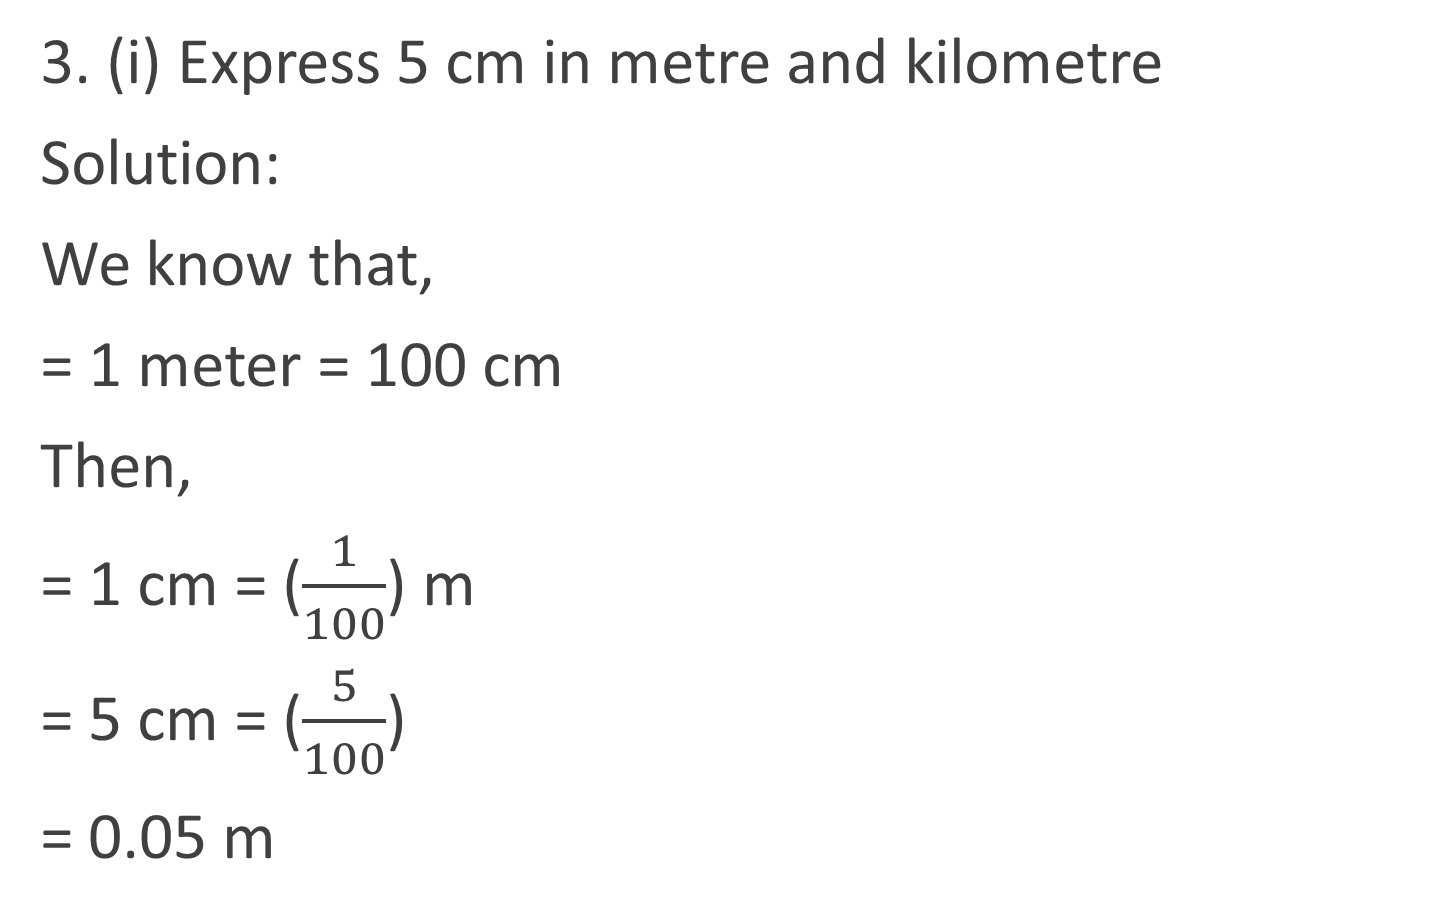 3. (i) Express 5 cm in metre and kilometre
Solution:
We know that,
= 1 meter = 100 cm
Then,
= 1 cm = (1/100) m
= 5 cm = (5/100)
= 0.05 m